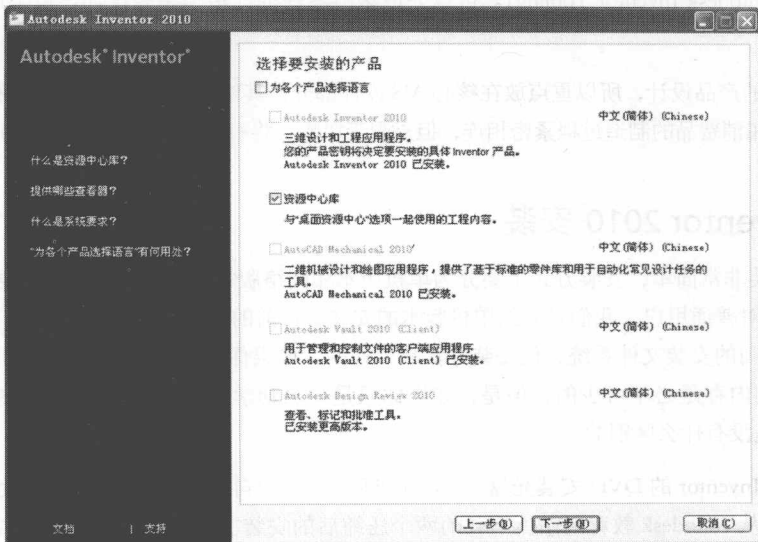 Autodesk Inventor 2010
Autodesk® Inventor®
什么是资源中心库?
提供哪些查看器?
什么是系统要求?
"为各个产品选择语言"有何用处?
文档 | 支持
选择要安装的产品
为各个产品选择语言
Autodesk Inventor 2010 中文(简体) (Chinese)
三维设计和工程应用程序。
您的产品密钥将决定要安装的具体 Inventor 产品。
Autodesk Inventor 2010 已安装。
资源中心库
与"桌面资源中心"选项一起使用的工程内容。
AutoCAD Mechanical 2010 中文(简体) (Chinese)
二维机械设计和绘图应用程序，提供了基于标准的零件库和用于自动化常见设计任务的
工具。
AutoCAD Mechanical 2010 已安装。
Autodesk Vault 2010 (Client) 中文(简体) (Chinese)
用于管理和控制文件的客户端应用程序
Autodesk Vault 2010 (Client) 已安装。
Autodesk Design Review 2010 中文(简体) (Chinese)
查看、标记和批准工具。
已安装更高版本。
上一步(B) 下一步(N) 取消(C)